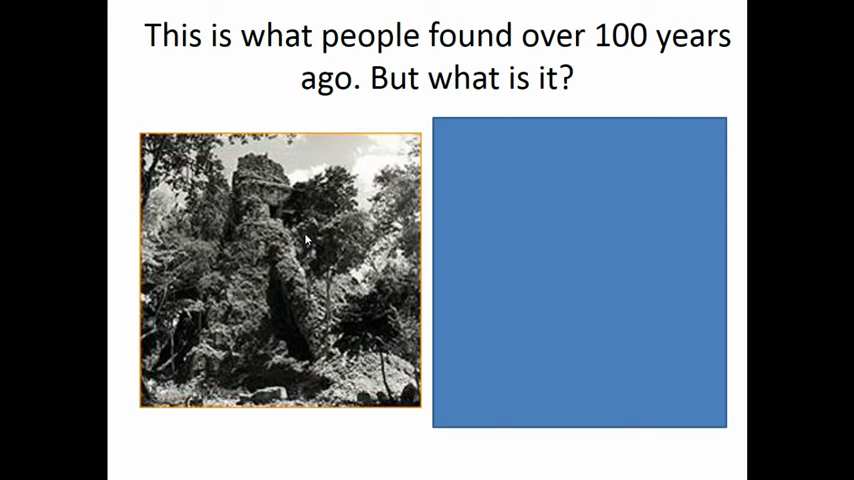 This is what people found over 100 years
ago. But what is it?